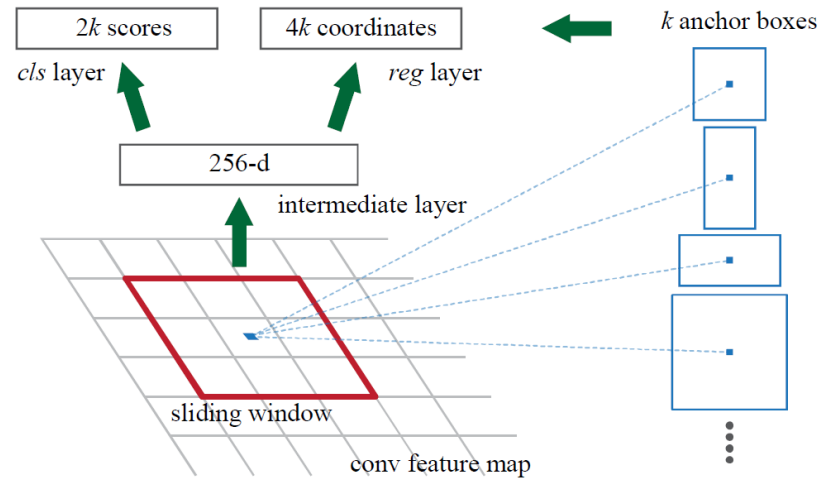 2k scores
4k coordinates
k anchor boxes
cls layer
reg layer
256-d
intermediate layer
sliding window
conv feature map